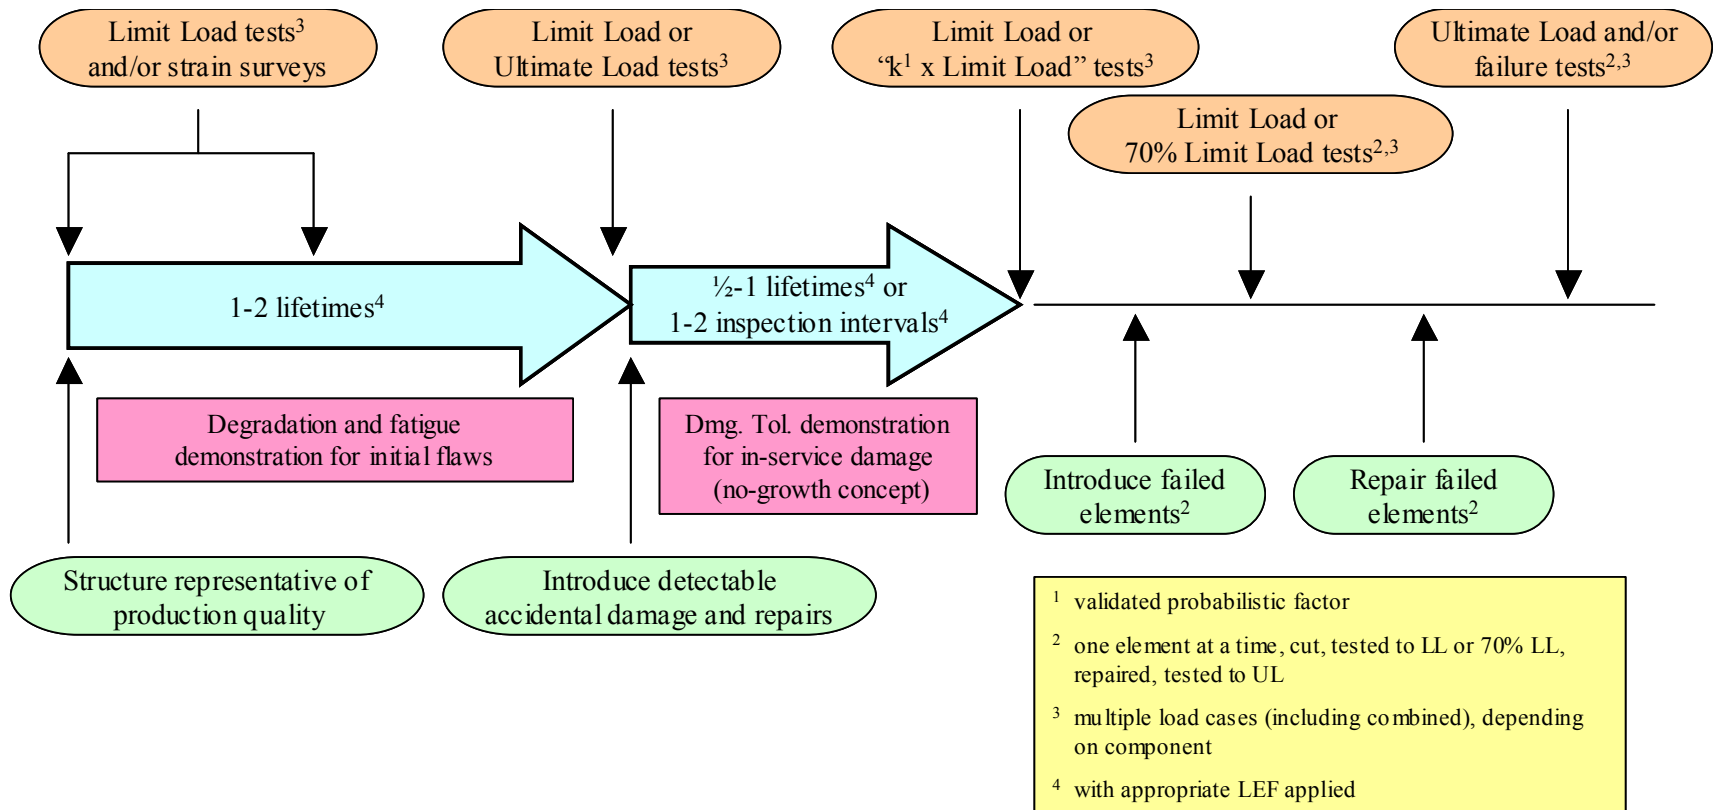 Limit Load tests³
and/or strain surveys
Limit Load or
Ultimate Load tests³
Limit Load or
“k¹ x Limit Load” tests³
Ultimate Load and/or
failure tests²,³
Limit Load or
70% Limit Load tests²,³
1-2 lifetimes⁴
½-1 lifetimes⁴ or
1-2 inspection intervals⁴
Degradation and fatigue
demonstration for initial flaws
Dmg. Tol. demonstration
for in-service damage
(no-growth concept)
Introduce failed
elements²
Repair failed
elements²
Structure representative of
production quality
Introduce detectable
accidental damage and repairs
¹ validated probabilistic factor
² one element at a time, cut, tested to LL or 70% LL,
repaired, tested to UL
³ multiple load cases (including combined), depending
on component
⁴ with appropriate LEF applied